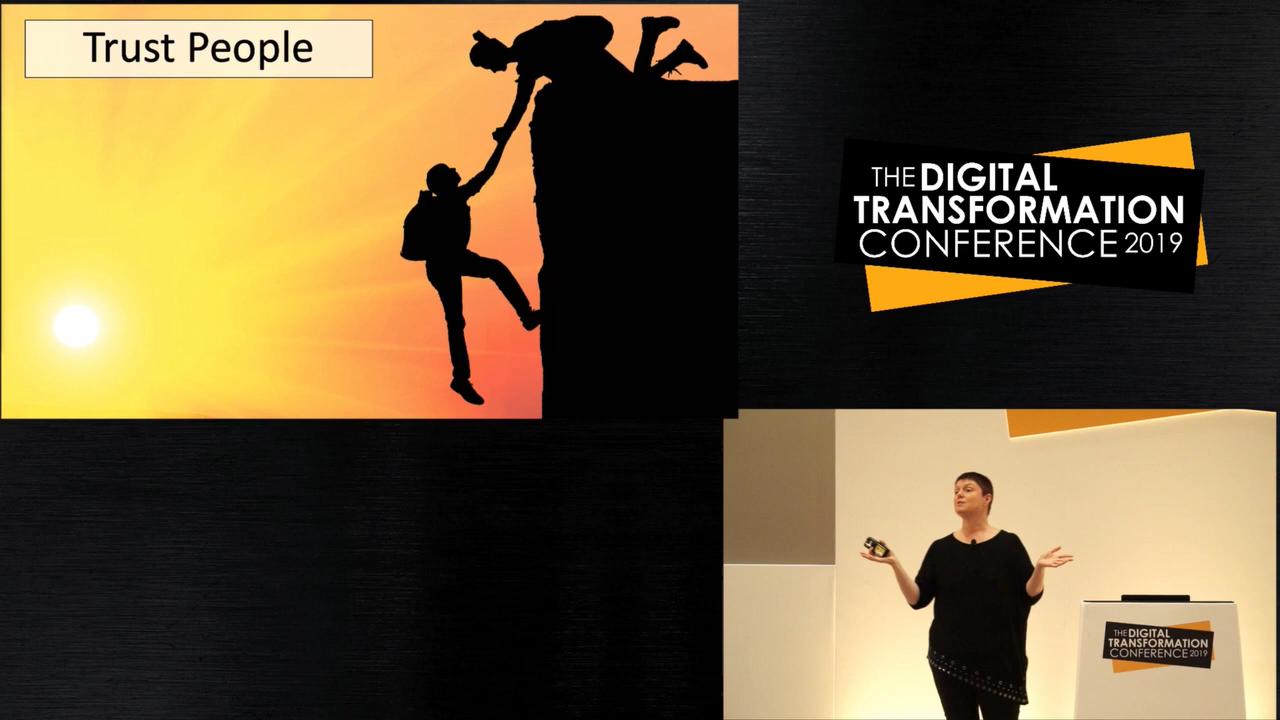 Trust People
THE DIGITAL
TRANSFORMATION
CONFERENCE 2019
THE DIGITAL
TRANSFORMATION
CONFERENCE 2019